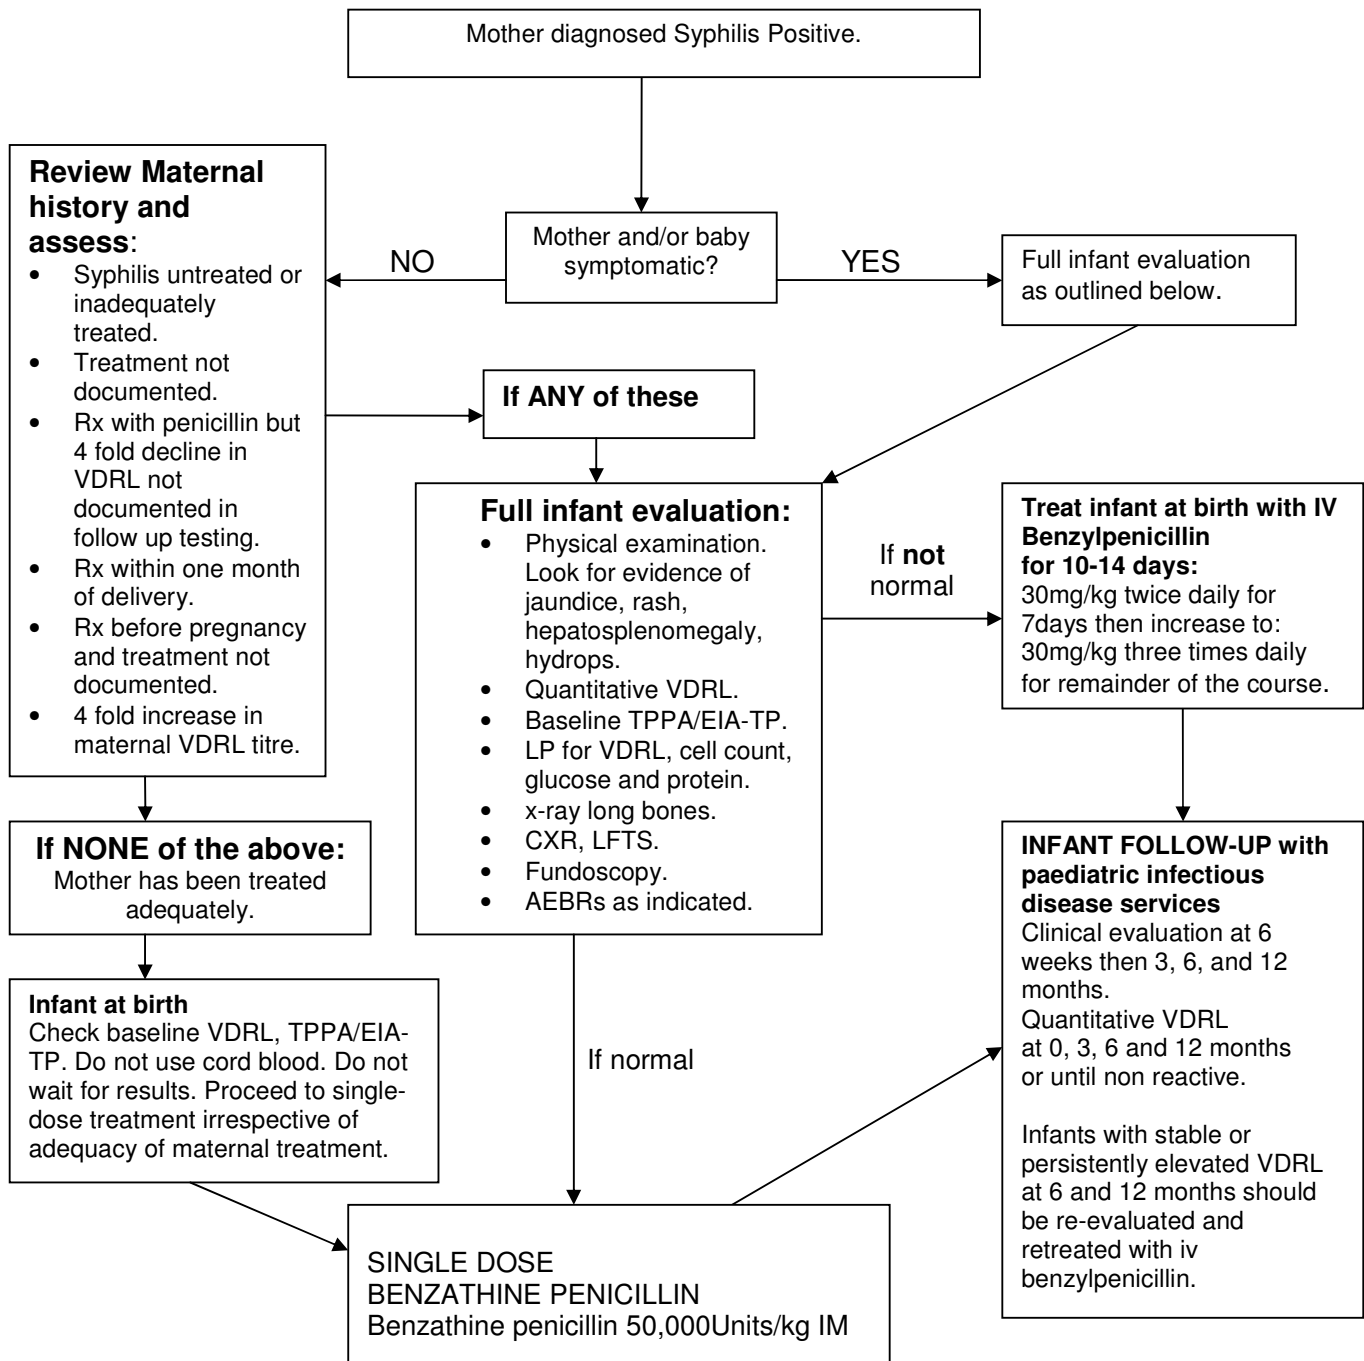 Mother diagnosed Syphilis Positive.
Mother and/or baby
symptomatic?
NO
YES
Review Maternal
history and
assess:
• Syphilis untreated or
inadequately
treated.
• Treatment not
documented.
• Rx with penicillin but
4 fold decline in
VDRL not
documented in
follow up testing.
• Rx within one month
of delivery.
• Rx before pregnancy
and treatment not
documented.
• 4 fold increase in
maternal VDRL titre.
Full infant evaluation
as outlined below.
If ANY of these
Full infant evaluation:
• Physical examination.
Look for evidence of
jaundice, rash,
hepatosplenomegaly,
hydrops.
• Quantitative VDRL.
• Baseline TPPA/EIA-TP.
• LP for VDRL, cell count,
glucose and protein.
• x-ray long bones.
• CXR, LFTS.
• Fundoscopy.
• AEBRs as indicated.
If not
normal
Treat infant at birth with IV
Benzylpenicillin
for 10-14 days:
30mg/kg twice daily for
7days then increase to:
30mg/kg three times daily
for remainder of the course.
If NONE of the above:
Mother has been treated
adequately.
Infant at birth
Check baseline VDRL, TPPA/EIA-
TP. Do not use cord blood. Do not
wait for results. Proceed to single-
dose treatment irrespective of
adequacy of maternal treatment.
If normal
INFANT FOLLOW-UP with
paediatric infectious
disease services
Clinical evaluation at 6
weeks then 3, 6, and 12
months.
Quantitative VDRL
at 0, 3, 6 and 12 months
or until non reactive.
Infants with stable or
persistently elevated VDRL
at 6 and 12 months should
be re-evaluated and
retreated with iv
benzylpenicillin.
SINGLE DOSE
BENZATHINE PENICILLIN
Benzathine penicillin 50,000Units/kg IM